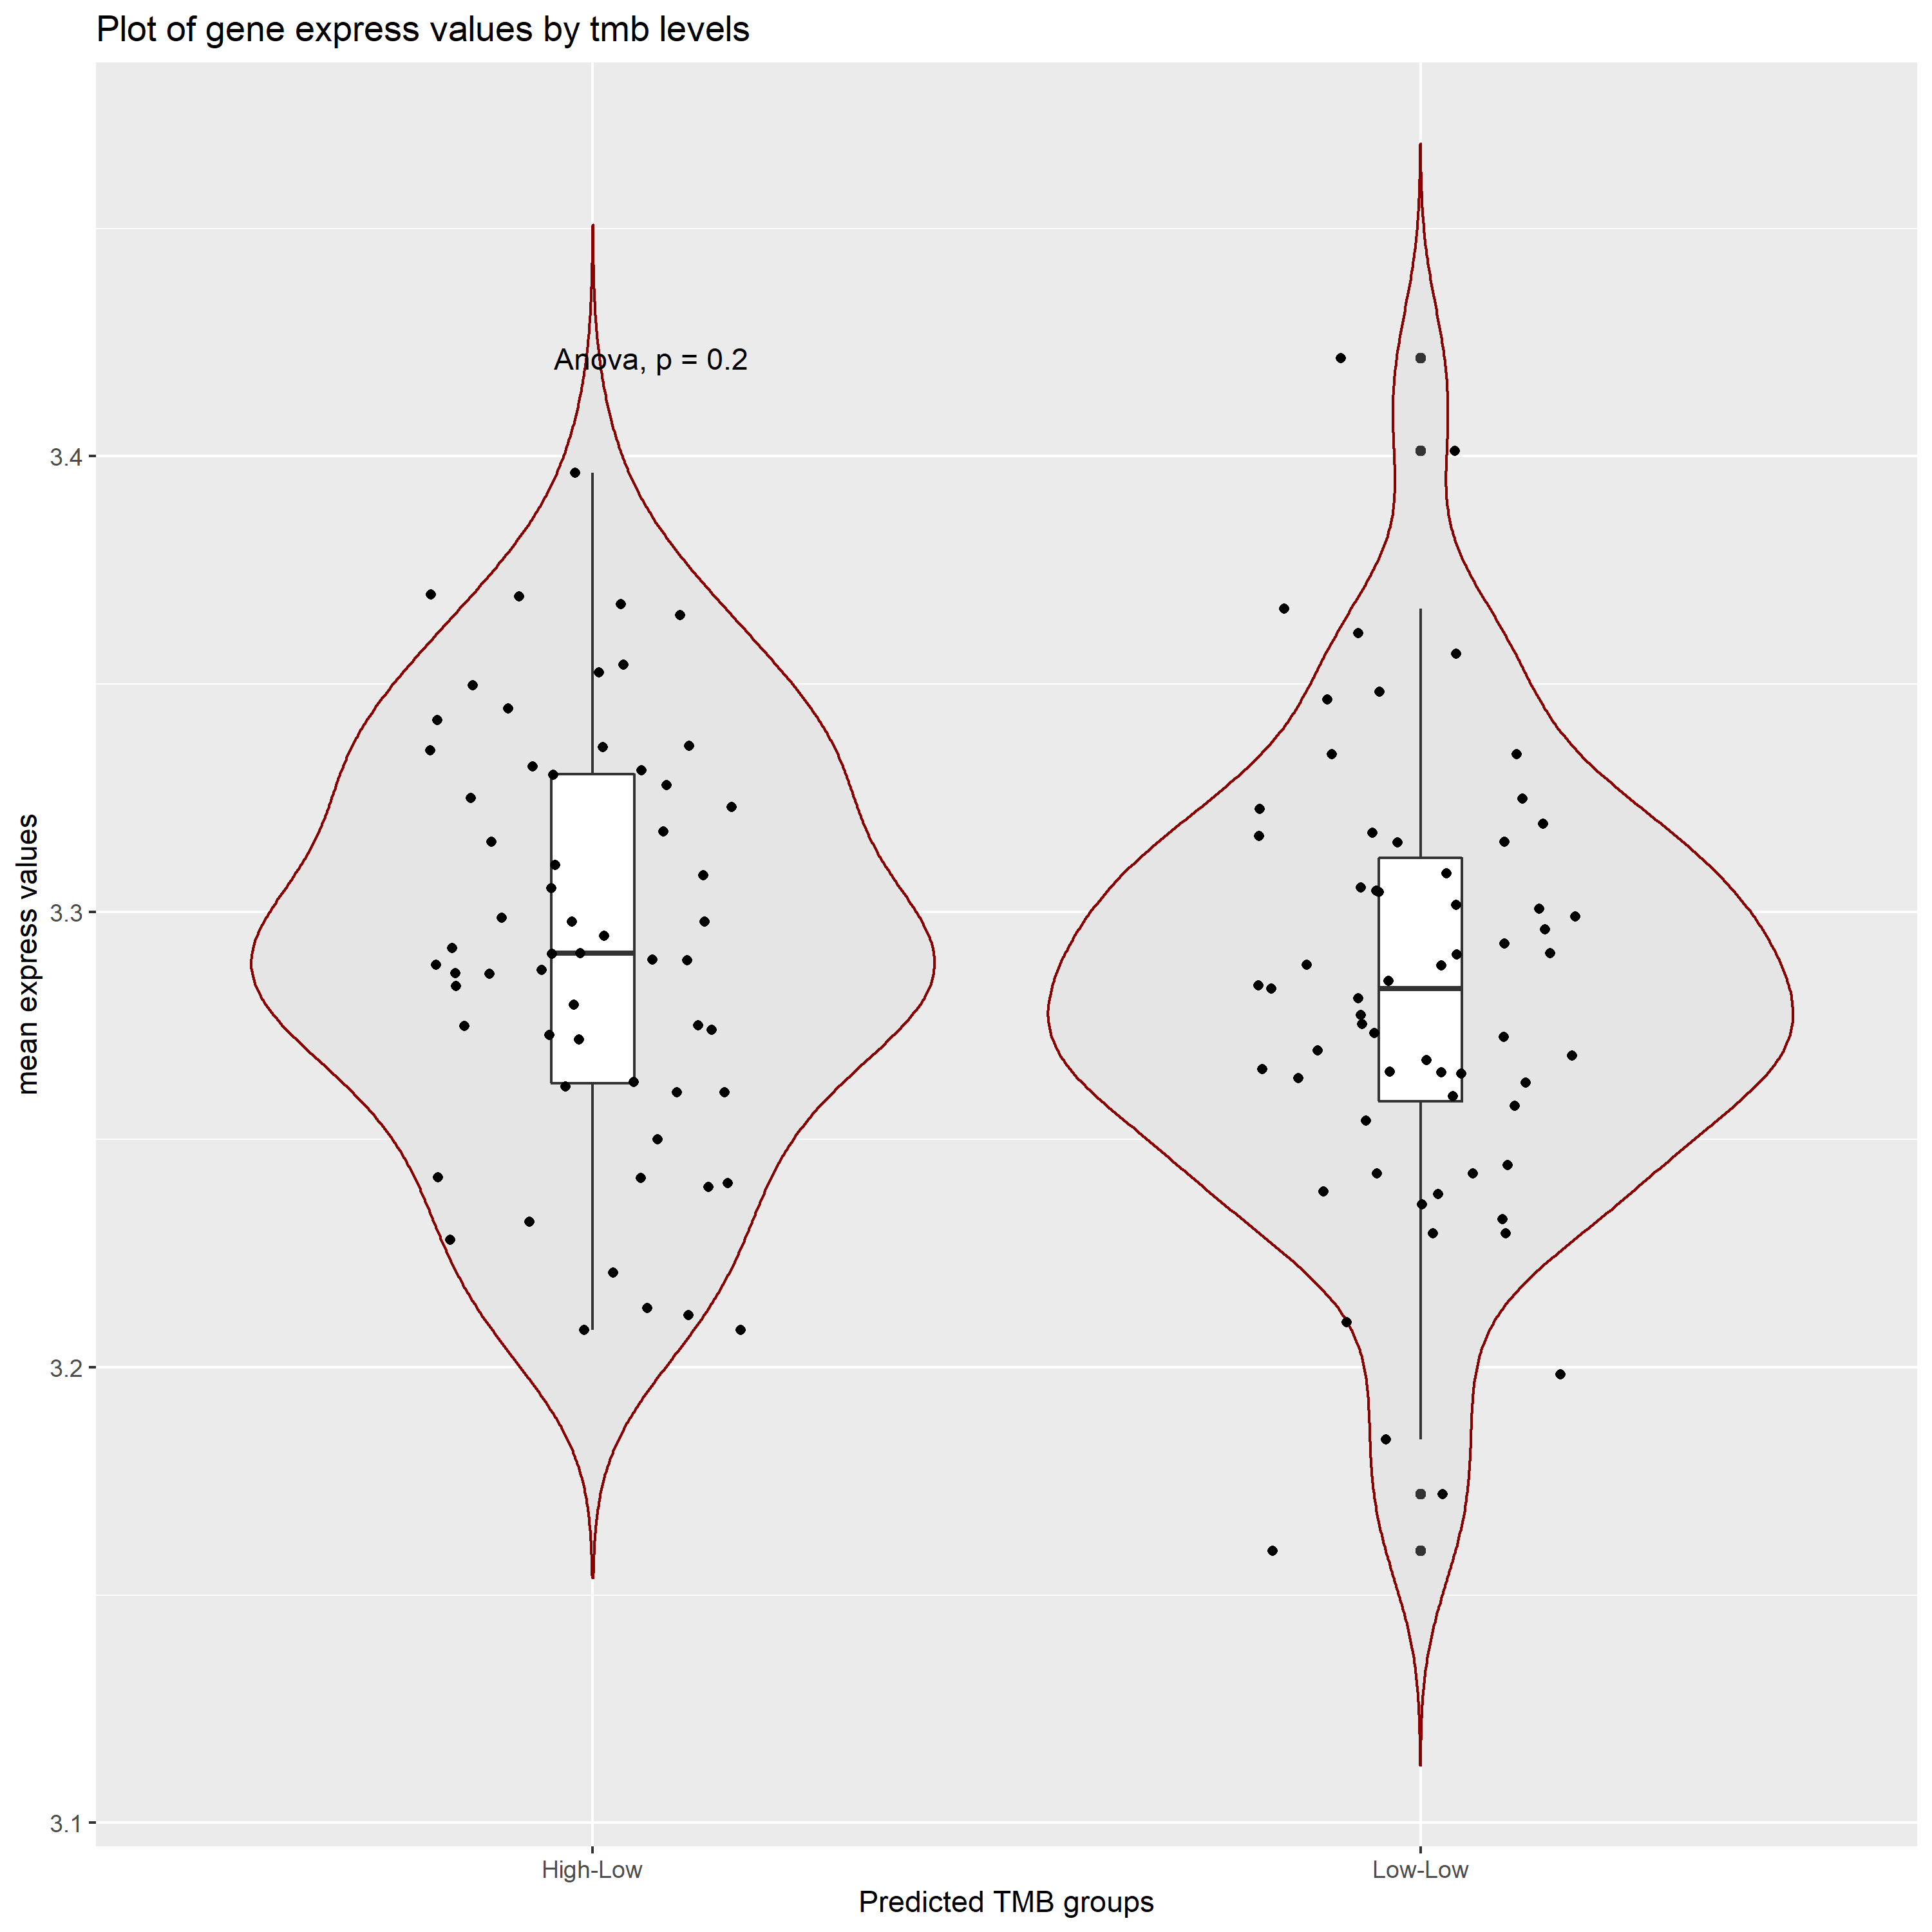 Plot of gene express values by tmb levels
Anova, p = 0.2
mean express values
3.4
3.3
3.2
3.1
High-Low
Low-Low
Predicted TMB groups